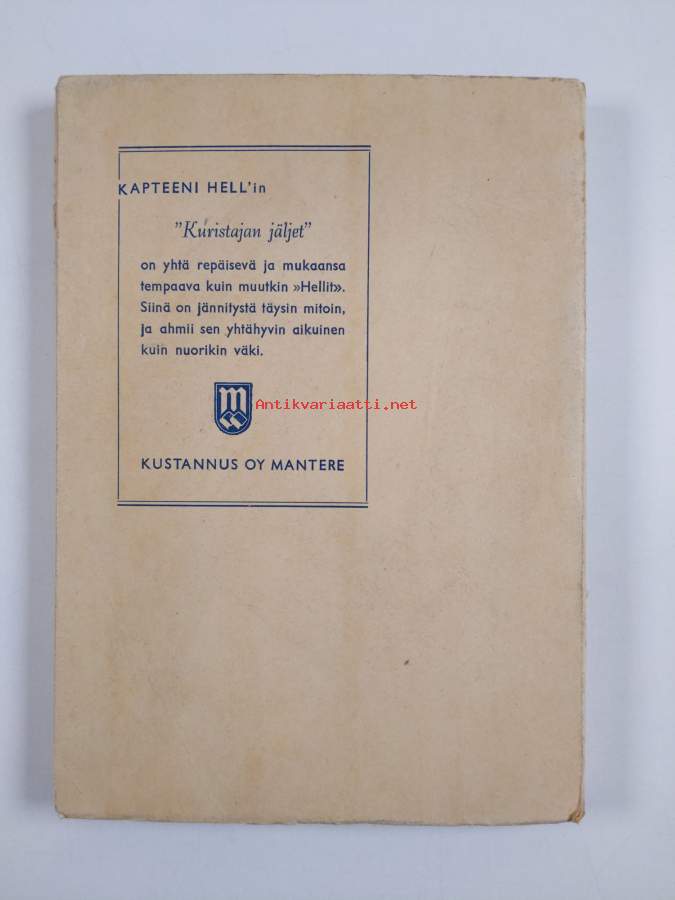 KAPTEENI HELL'in
"Kuristajan jäljet"
on yhtä repäisevä ja mukaansa
tempaava kuin muutkin »Hellit».
Siinä on jännitystä täysin mitoin,
ja ahmii sen yhtähyvin aikuinen
kuin nuorikin väki.
m
Antikvariaatti.net
KUSTANNUS OY MANTERE